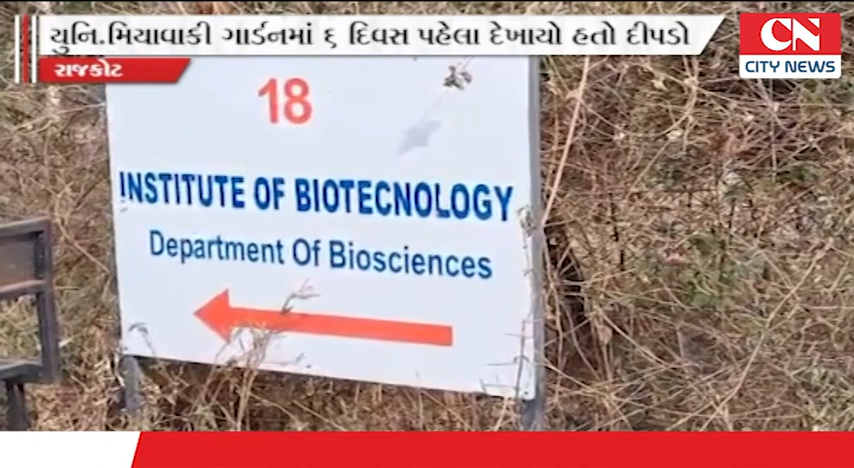 યુનિ.મિયાવાકી ગાર્ડનમાં ૬ દિવસ પહેલા દેખાયો હતો દીપડો
રાજકોટ
CN
CITY NEWS
18
INSTITUTE OF BIOTECNOLOGY
Department Of Biosciences